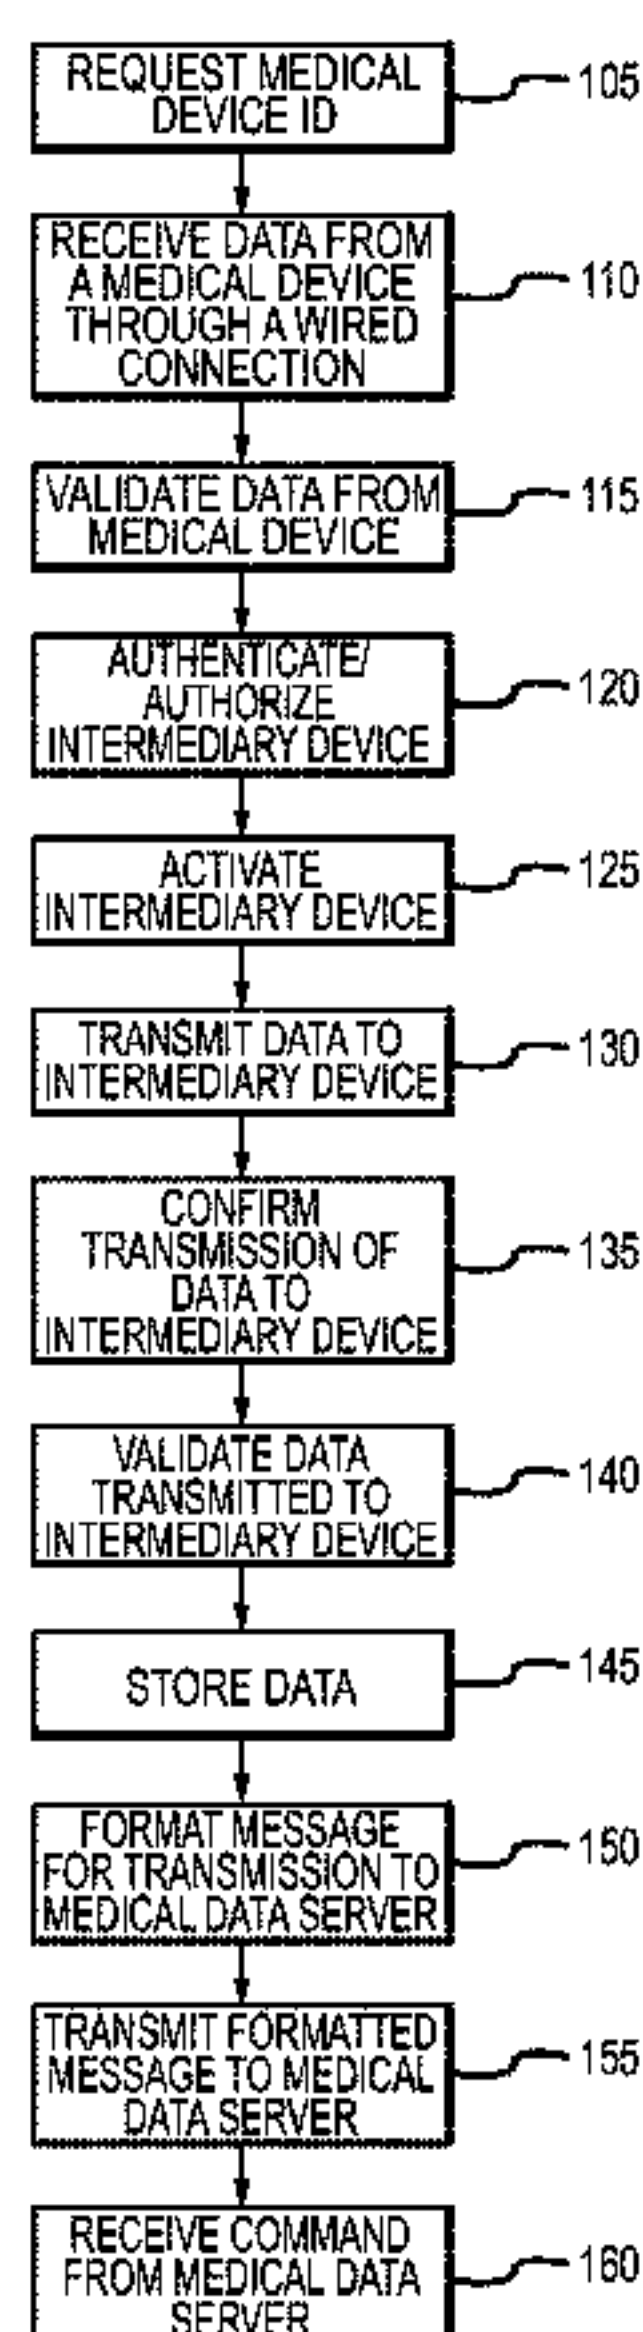 REQUEST MEDICAL
DEVICE ID
105
RECEIVE DATA FROM
A MEDICAL DEVICE
THROUGH A WIRED
CONNECTION
110
VALIDATE DATA FROM
MEDICAL DEVICE
115
AUTHENTICATE/
AUTHORIZE
INTERMEDIARY DEVICE
120
ACTIVATE
INTERMEDIARY DEVICE
125
TRANSMIT DATA TO
INTERMEDIARY DEVICE
130
CONFIRM
TRANSMISSION OF
DATA TO
INTERMEDIARY DEVICE
135
VALIDATE DATA
TRANSMITTED TO
INTERMEDIARY DEVICE
140
STORE DATA
145
FORMAT MESSAGE
FOR TRANSMISSION TO
MEDICAL DATA SERVER
150
TRANSMIT FORMATTED
MESSAGE TO MEDICAL
DATA SERVER
155
RECEIVE COMMAND
FROM MEDICAL DATA
SERVER
160